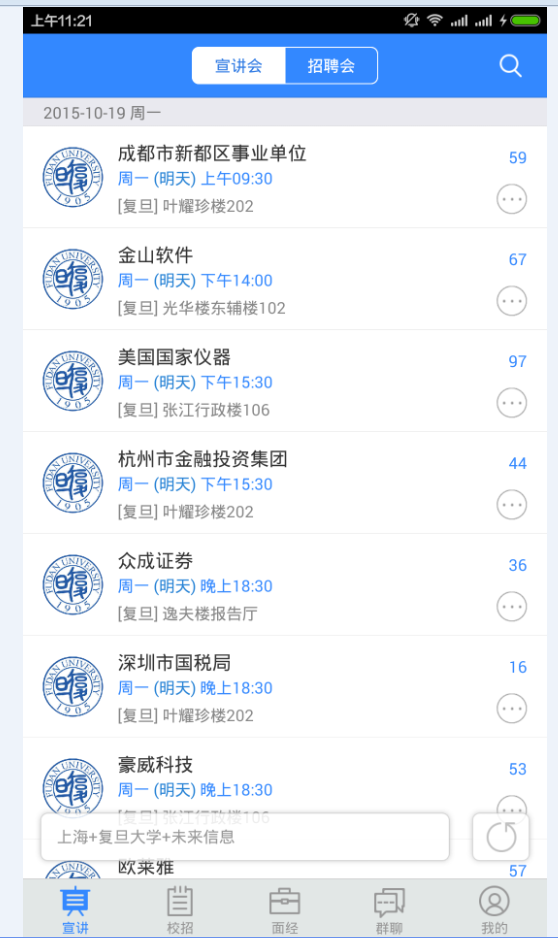 上午11:21
宣讲会 招聘会
2015-10-19 周一
成都市新都区事业单位
59
周一 (明天) 上午09:30
[复旦] 叶耀珍楼202
金山软件
67
周一 (明天) 下午14:00
[复旦] 光华楼东辅楼102
美国国家仪器
97
周一 (明天) 下午15:30
[复旦] 张江行政楼106
杭州市金融投资集团
44
周一 (明天) 下午15:30
[复旦] 叶耀珍楼202
众成证券
36
周一 (明天) 晚上18:30
[复旦] 逸夫楼报告厅
深圳市国税局
16
周一 (明天) 晚上18:30
[复旦] 叶耀珍楼202
豪威科技
53
周一 (明天) 晚上18:30
[复旦] 张江行政楼106
上海+复旦大学+未来信息
欧莱雅
57
宣讲 校招 面经 群聊 我的